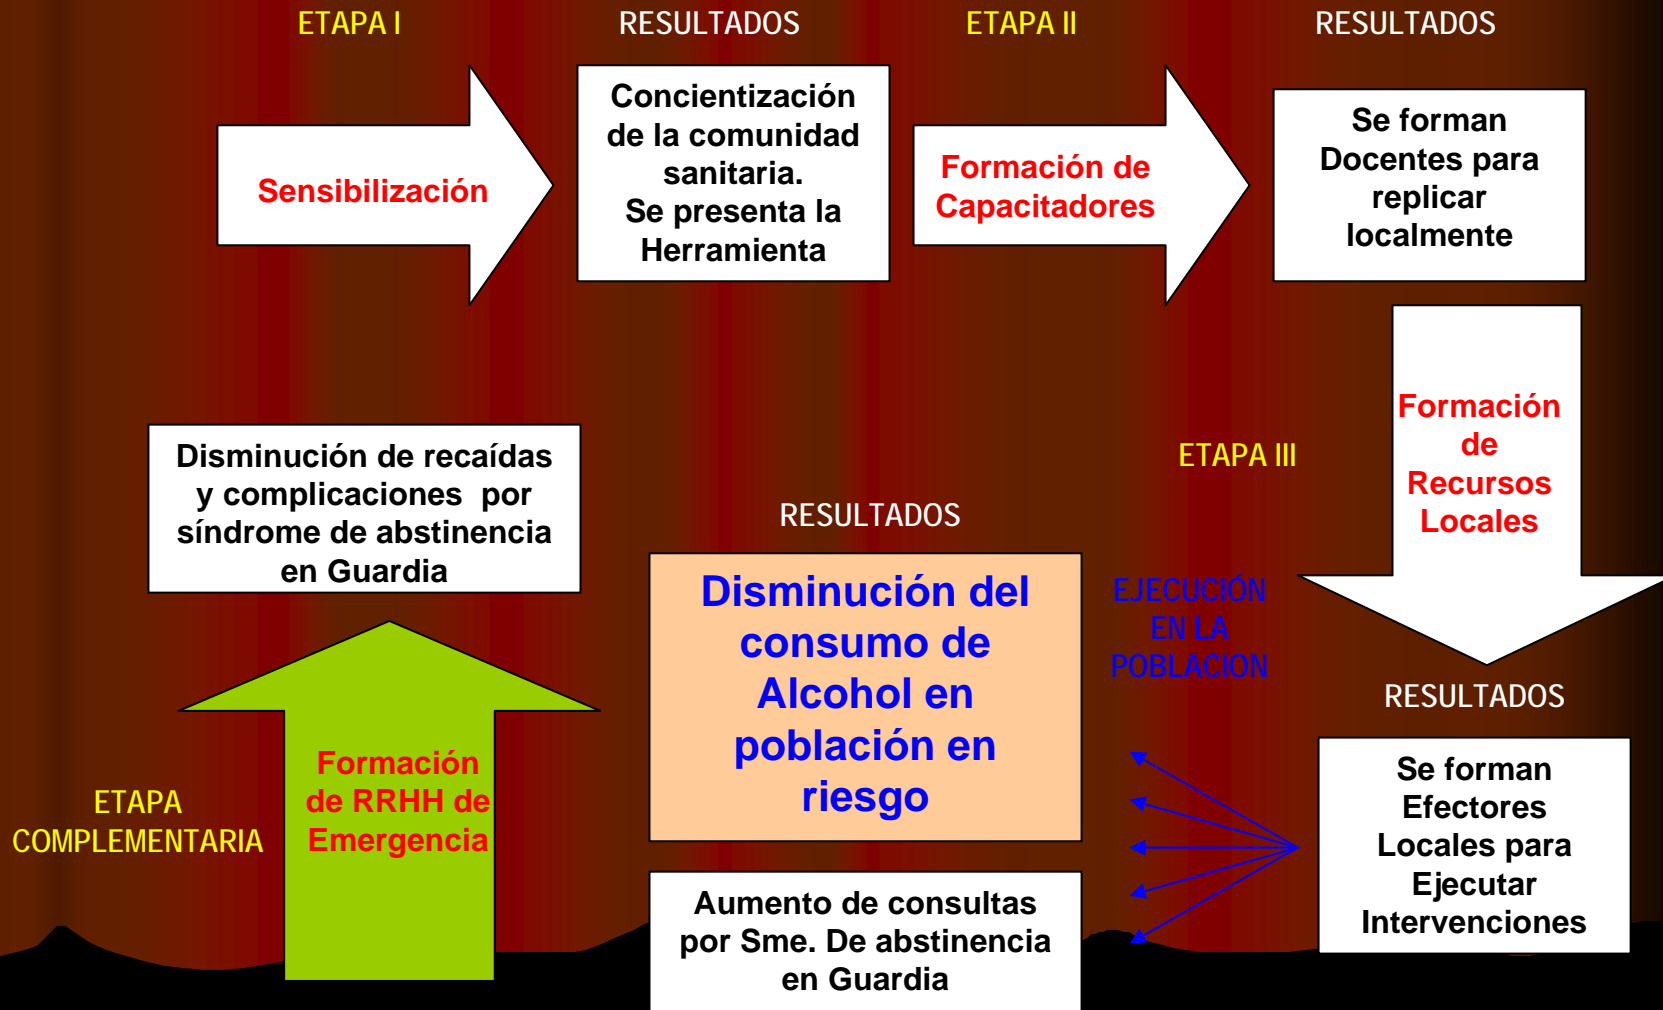 ETAPA I
RESULTADOS
ETAPA II
RESULTADOS
Sensibilización
Concientización
de la comunidad
sanitaria.
Se presenta la
Herramienta
Formación de
Capacitadores
Se forman
Docentes para
replicar
localmente
Formación
de
Recursos
Locales
ETAPA III
RESULTADOS
Se forman
Efectores
Locales para
Ejecutar
Intervenciones
EJECUCIÓN
EN LA
POBLACION
RESULTADOS
Disminución del
consumo de
Alcohol en
población en
riesgo
Aumento de consultas
por Sme. De abstinencia
en Guardia
ETAPA
COMPLEMENTARIA
Formación
de RRHH de
Emergencia
Disminución de recaídas
y complicaciones  por
síndrome de abstinencia
en Guardia